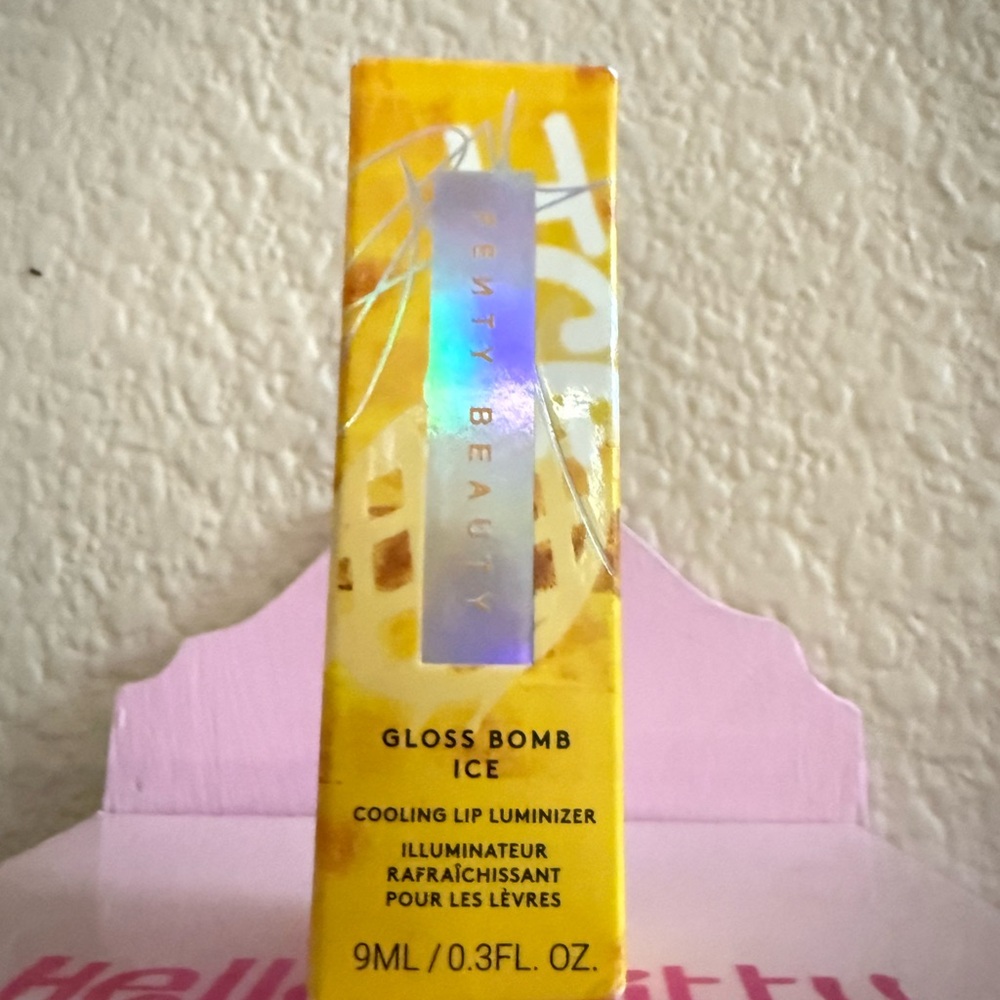 FENTY BEAUTY
GLOSS BOMB
ICE
COOLING LIP LUMINIZER
ILLUMINATEUR
RAFRAÎCHISSANT
POUR LES LÈVRES
9ML / 0.3FL. OZ.